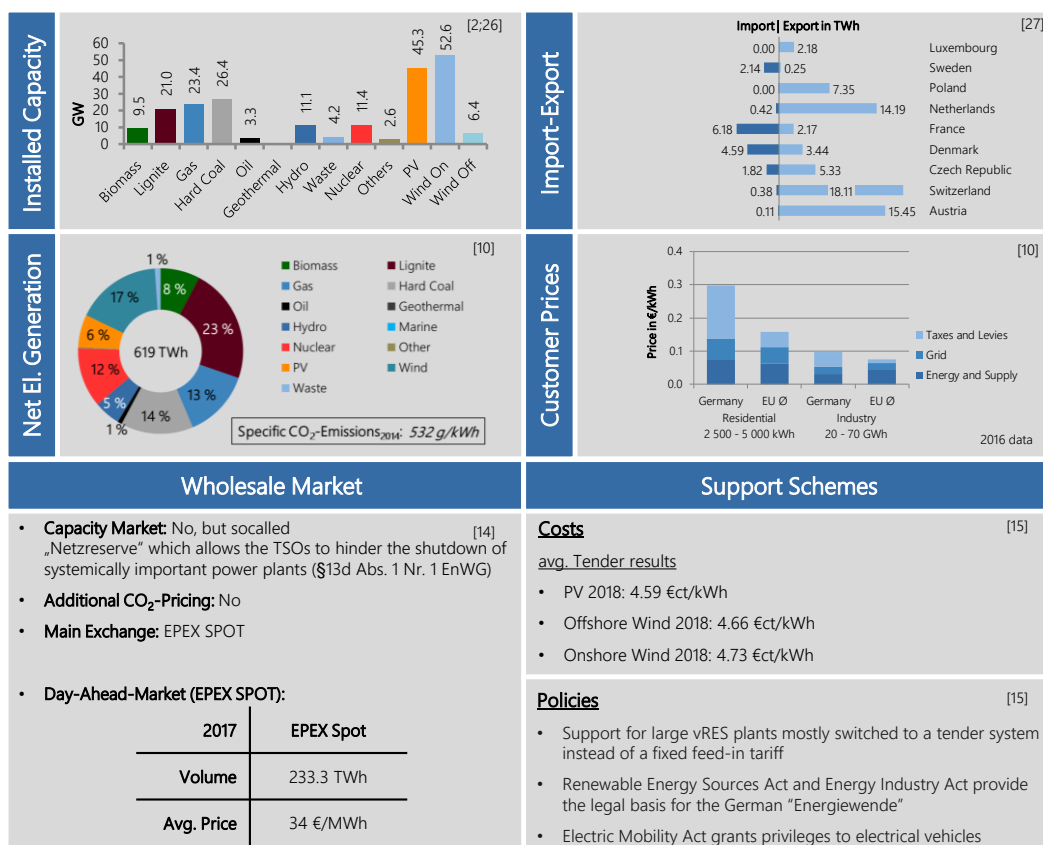 Installed Capacity
[2;26]
GW
60
50
40
30
20
10
0
9.5
21.0
23.4
26.4
3.3
11.1
4.2
11.4
2.6
45.3
52.6
6.4
Biomass
Lignite
Gas
Hard Coal
Oil
Geothermal
Hydro
Waste
Nuclear
Others
PV
Wind On
Wind Off
Import-Export
Import Export in TWh
[27]
0.00 2.18 Luxembourg
2.14 0.25 Sweden
0.00 7.35 Poland
0.42 14.19 Netherlands
6.18 2.17 France
4.59 3.44 Denmark
1.82 5.33 Czech Republic
0.38 18.11 Switzerland
0.11 15.45 Austria
Net El. Generation
[10]
1 %
8 %
23 %
13 %
14 %
1 %
5 %
12 %
6 %
17 %
619 TWh
Biomass Lignite
Gas Hard Coal
Oil Geothermal
Hydro Marine
Nuclear Other
PV Wind
Waste
Specific CO₂-Emissions₂₀₁₄: 532 g/kWh
Customer Prices
[10]
Price in €/kWh
0.4
0.3
0.2
0.1
0.0
Germany EU Ø Germany EU Ø
Residential Industry
2 500 - 5 000 kWh 20 - 70 GWh
Taxes and Levies
Grid
Energy and Supply
2016 data
Wholesale Market
• Capacity Market: No, but socalled [14]
„Netzreserve“ which allows the TSOs to hinder the shutdown of
systemically important power plants (§13d Abs. 1 Nr. 1 EnWG)
• Additional CO₂-Pricing: No
• Main Exchange: EPEX SPOT
• Day-Ahead-Market (EPEX SPOT):
2017 EPEX Spot
Volume 233.3 TWh
Avg. Price 34 €/MWh
Support Schemes
Costs [15]
avg. Tender results
• PV 2018: 4.59 €ct/kWh
• Offshore Wind 2018: 4.66 €ct/kWh
• Onshore Wind 2018: 4.73 €ct/kWh
Policies [15]
• Support for large vRES plants mostly switched to a tender system
instead of a fixed feed-in tariff
• Renewable Energy Sources Act and Energy Industry Act provide
the legal basis for the German “Energiewende”
• Electric Mobility Act grants privileges to electrical vehicles